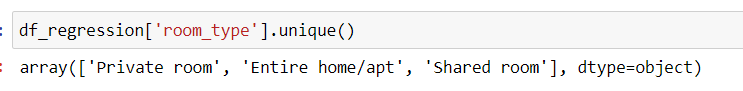 df_regression['room_type'].unique()
array(['Private room', 'Entire home/apt', 'Shared room'], dtype=object)